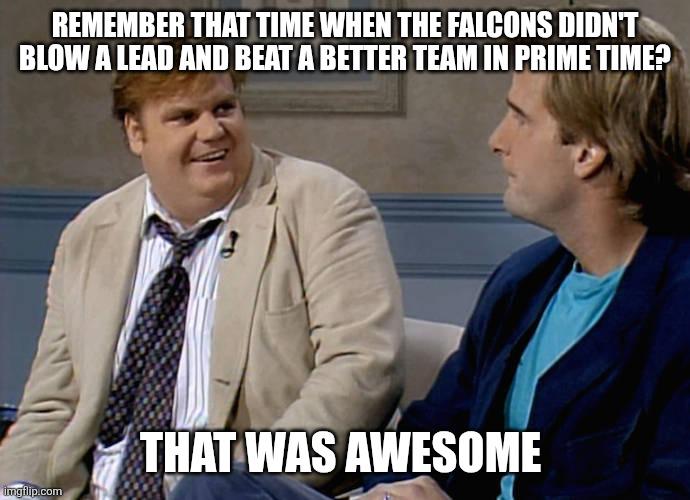 REMEMBER THAT TIME WHEN THE FALCONS DIDN'T
BLOW A LEAD AND BEAT A BETTER TEAM IN PRIME TIME?
THAT WAS AWESOME
imgflip.com